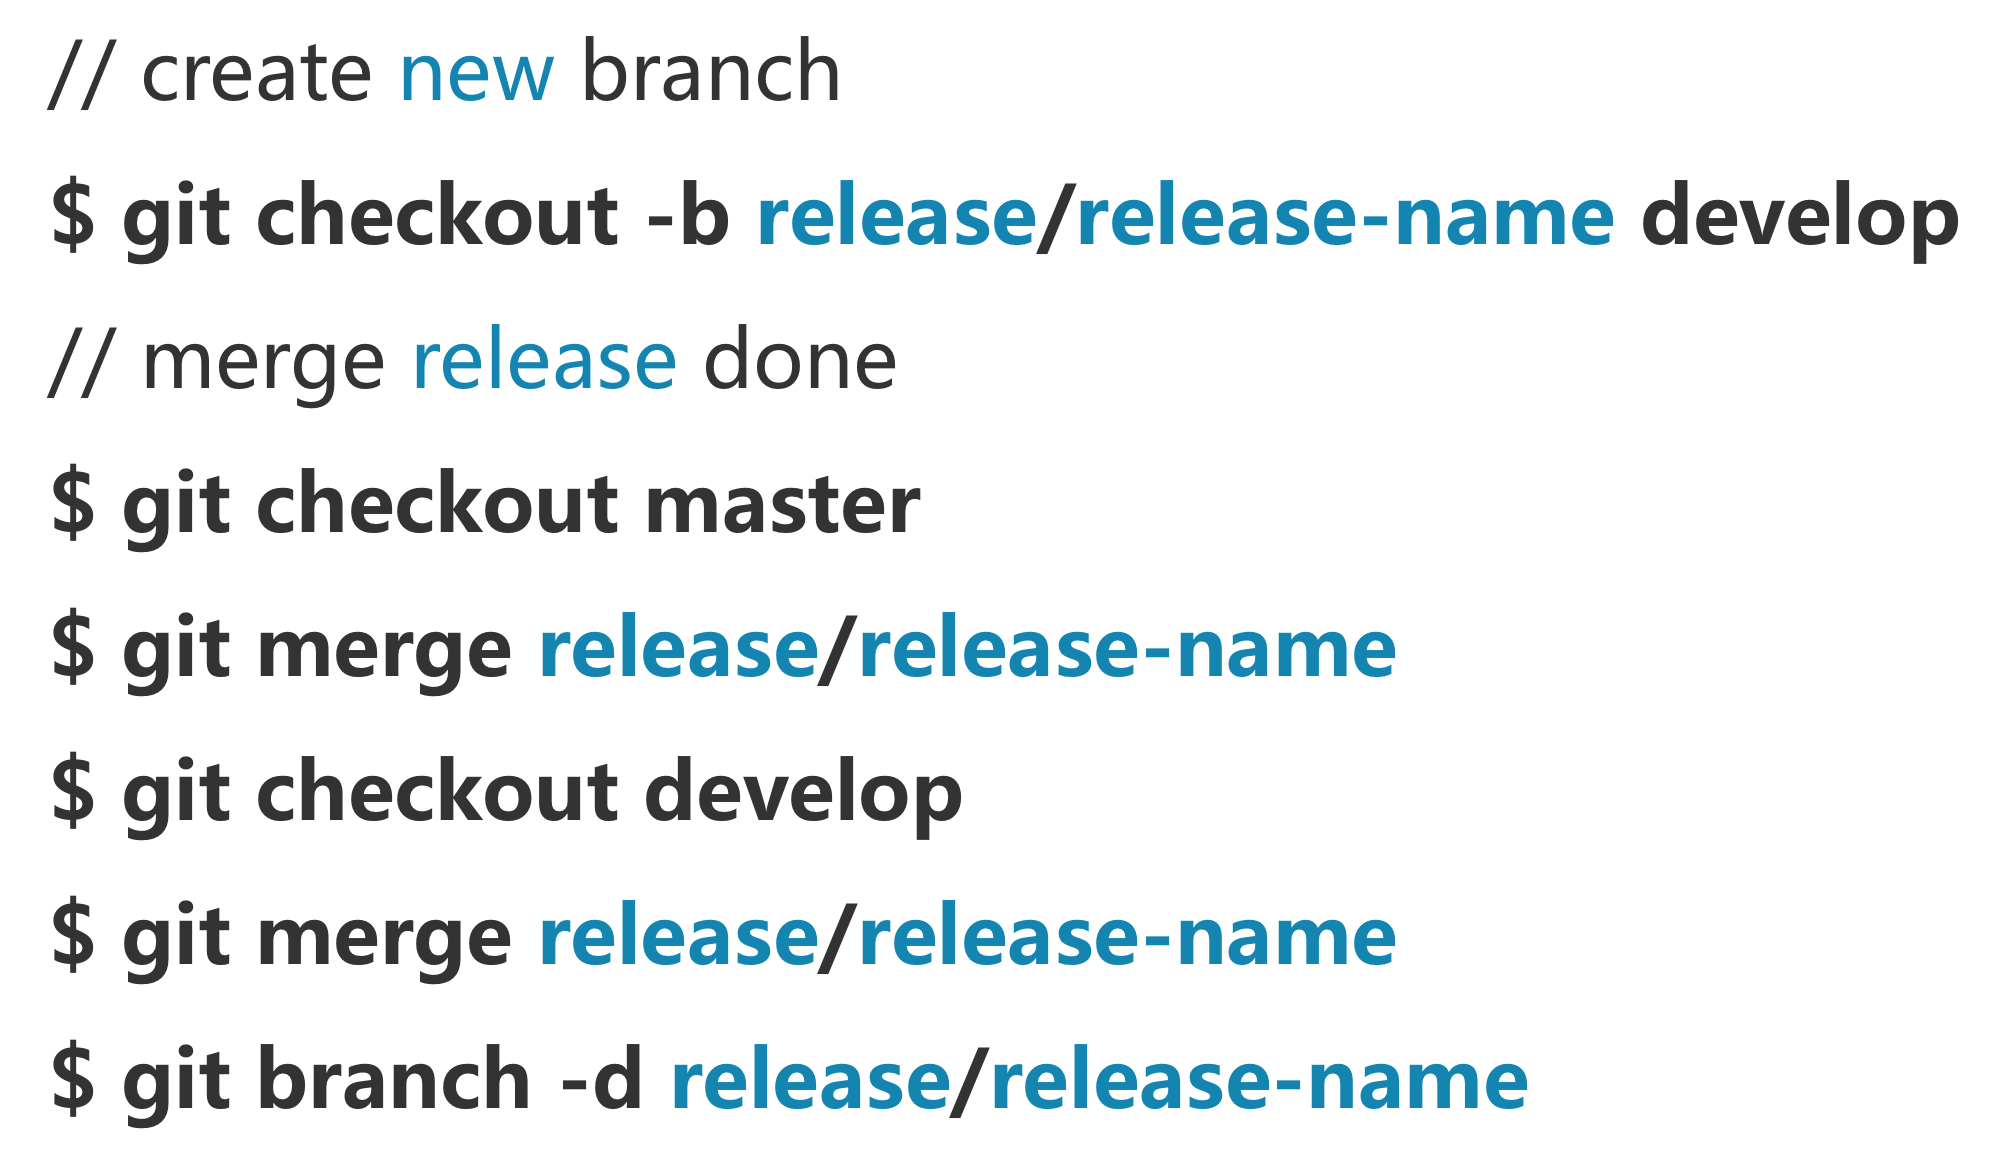 // create new branch
$ git checkout -b release/release-name develop
// merge release done
$ git checkout master
$ git merge release/release-name
$ git checkout develop
$ git merge release/release-name
$ git branch -d release/release-name